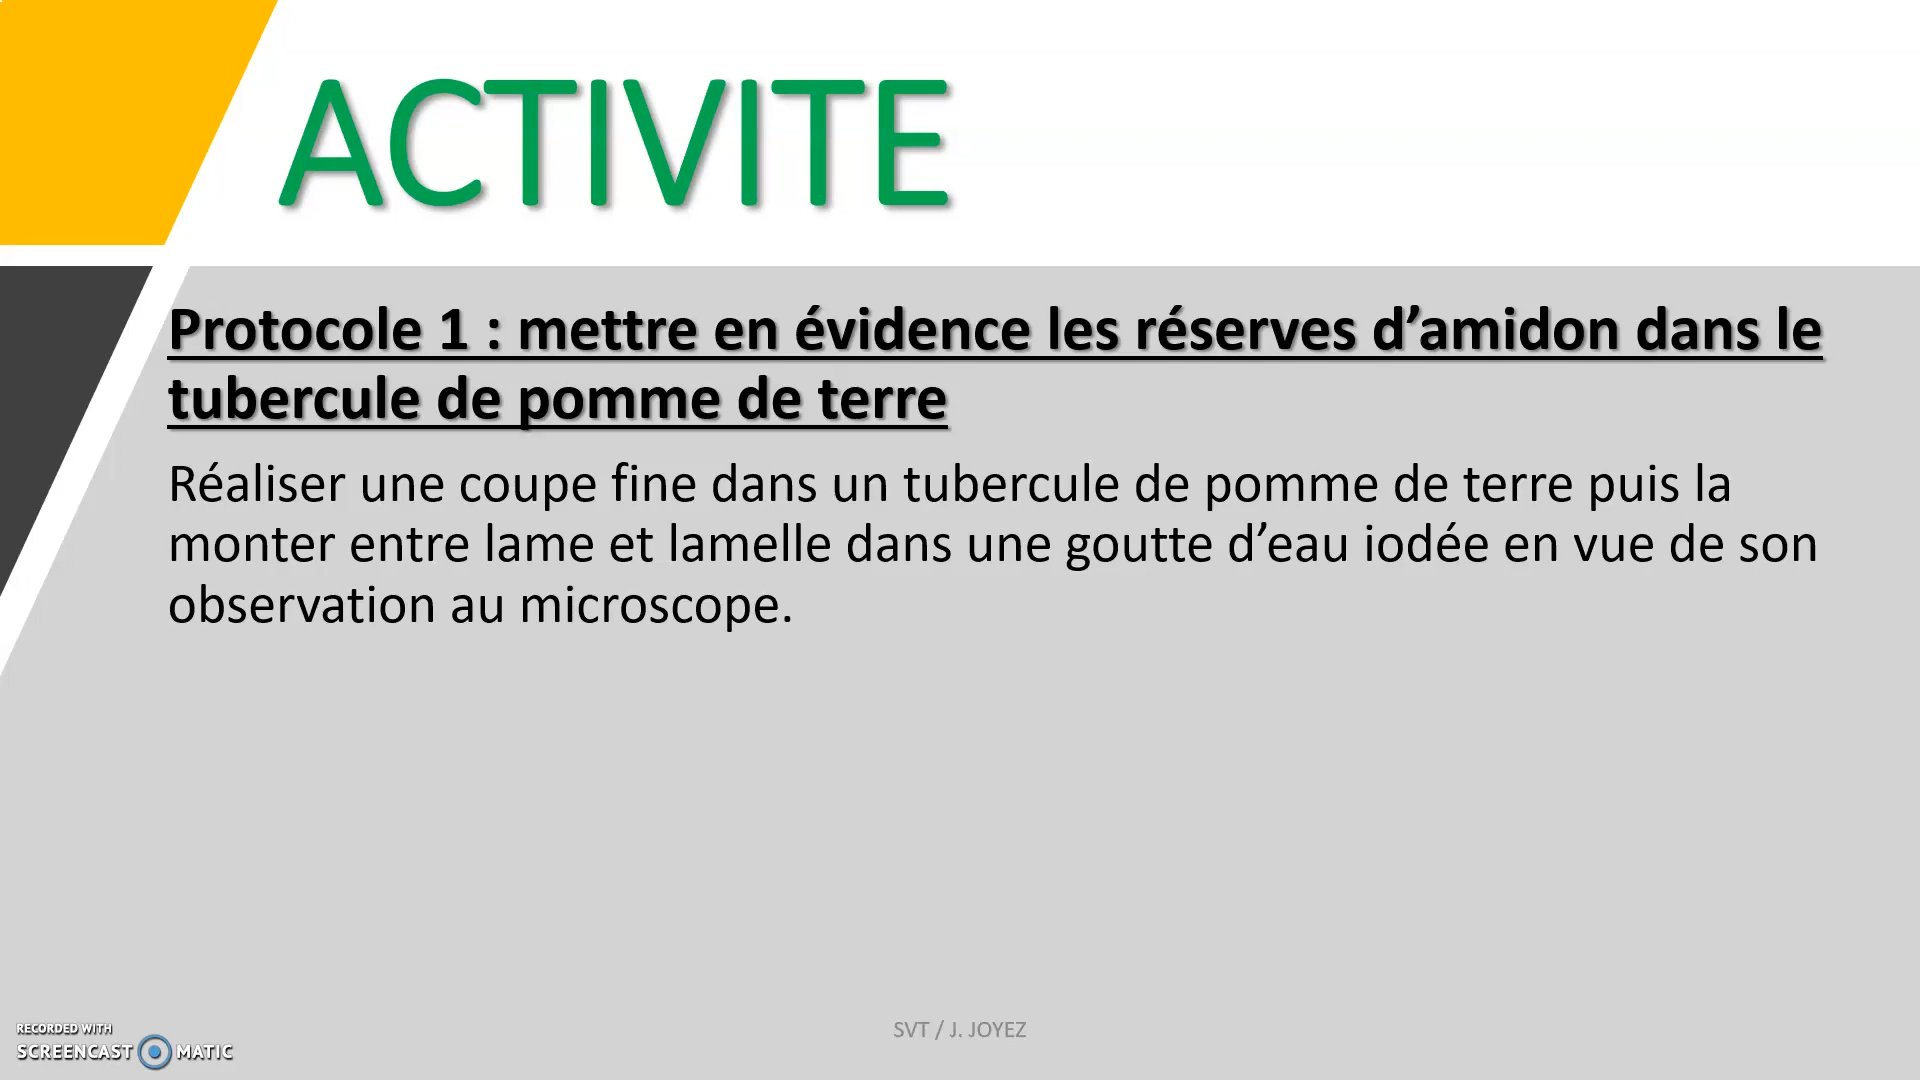 ACTIVITE
Protocole 1 : mettre en évidence les réserves d’amidon dans le
tubercule de pomme de terre
Réaliser une coupe fine dans un tubercule de pomme de terre puis la
monter entre lame et lamelle dans une goutte d’eau iodée en vue de son
observation au microscope.
SVT / J. JOYEZ
RECORDED WITH
SCREENCAST MATIC